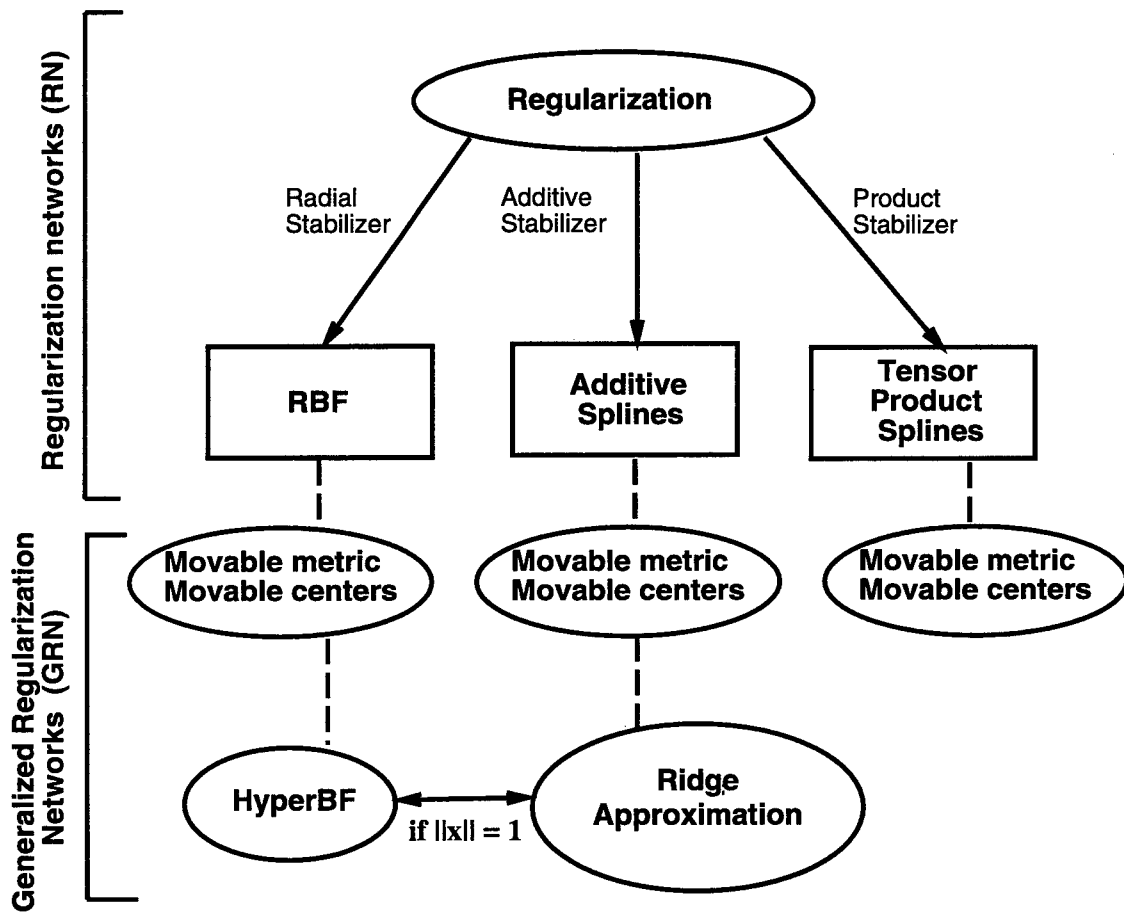 Regularization networks (RN)
Regularization
Radial
Stabilizer
Additive
Stabilizer
Product
Stabilizer
RBF
Additive
Splines
Tensor
Product
Splines
Generalized Regularization
Networks (GRN)
Movable metric
Movable centers
Movable metric
Movable centers
Movable metric
Movable centers
HyperBF
if ||x|| = 1
Ridge
Approximation